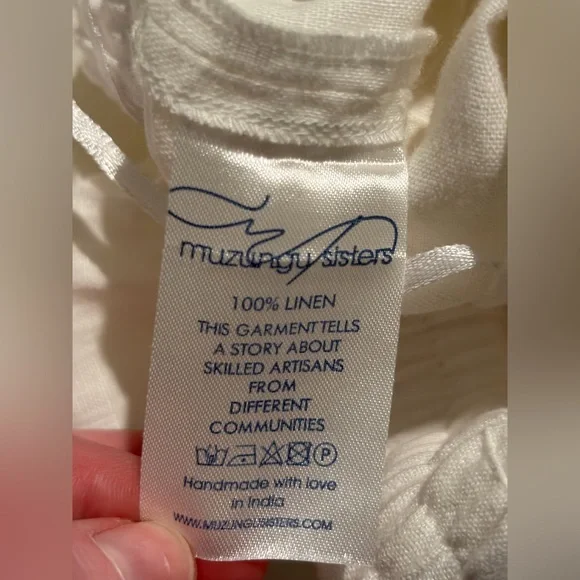 muzungu sisters
100% LINEN
THIS GARMENT TELLS
A STORY ABOUT
SKILLED ARTISANS
FROM
DIFFERENT
COMMUNITIES
P
Handmade with love
in India
WWW.MUZUNGUSISTERS.COM